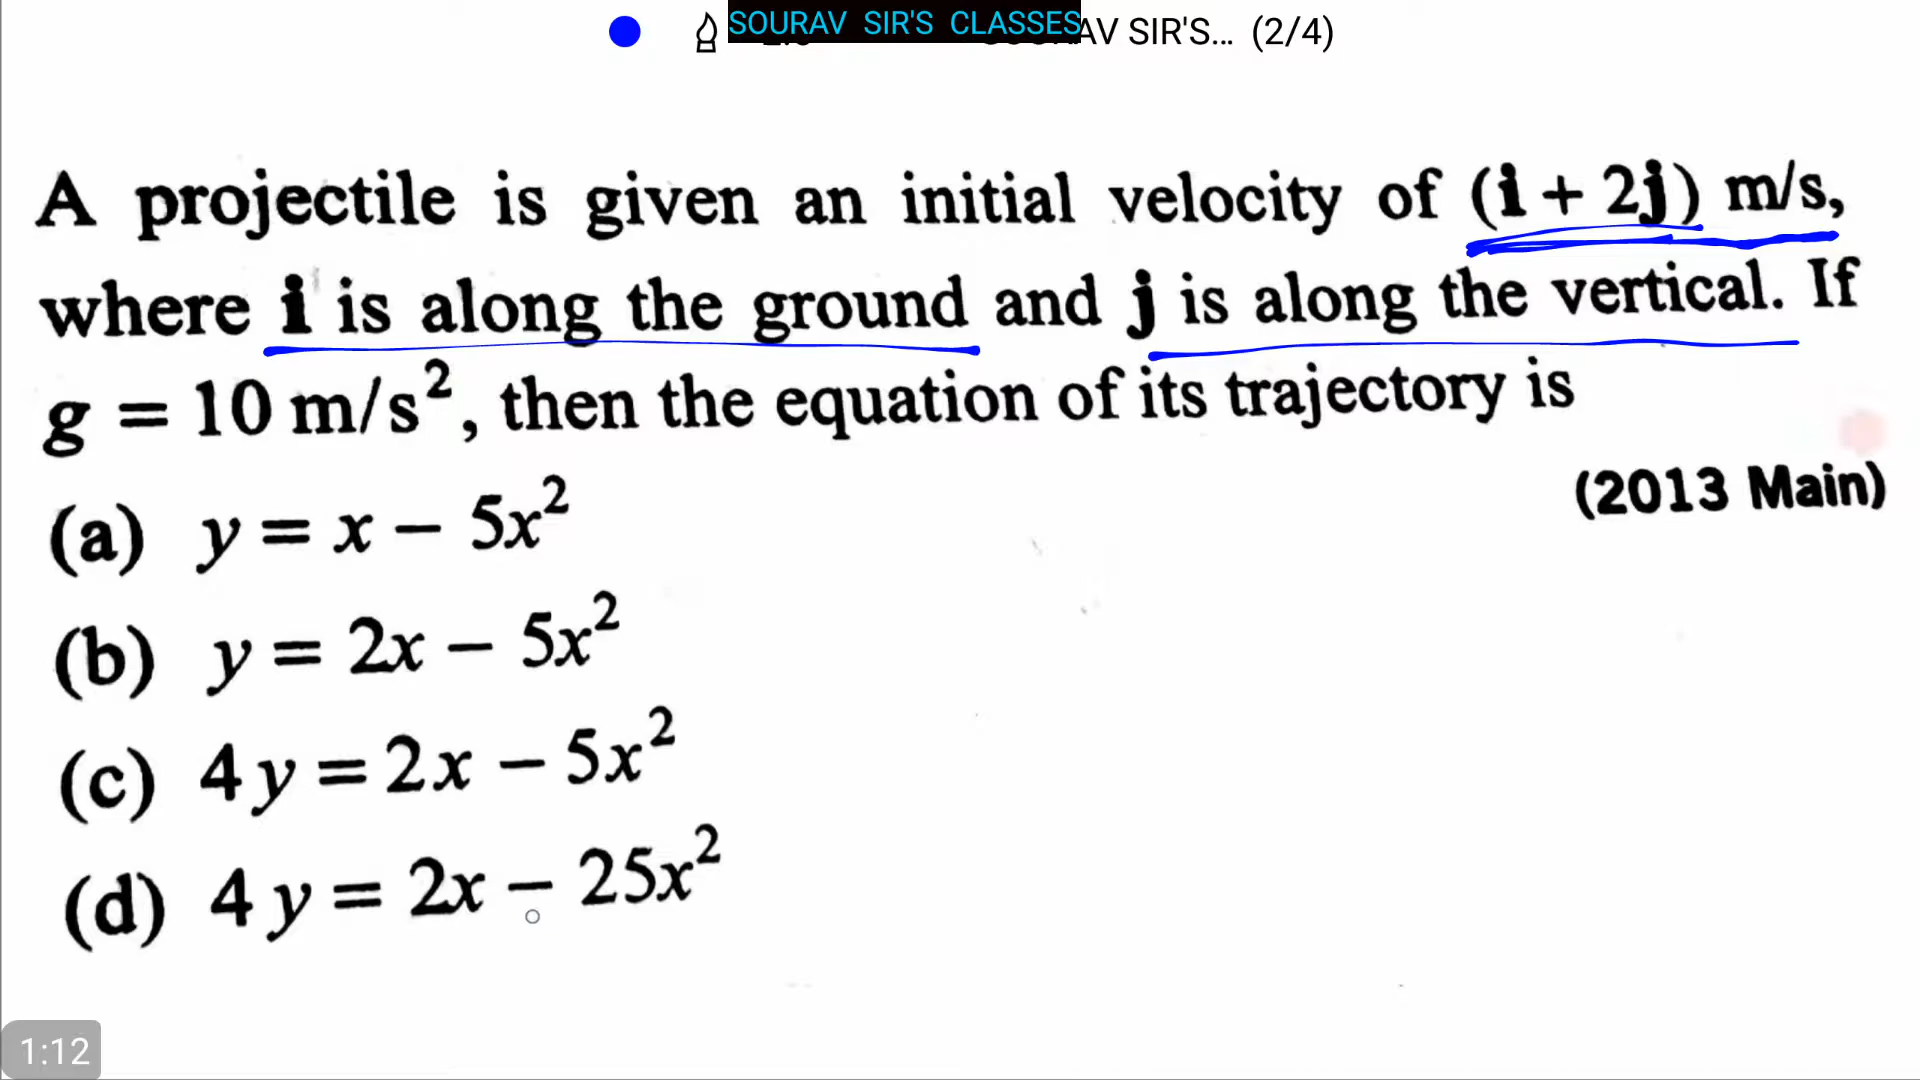 SOURAV SIR'S CLASSES AV SIR'S... (2/4)
A projectile is given an initial velocity of (i + 2j) m/s,
where i is along the ground and j is along the vertical. If
g = 10 m/s², then the equation of its trajectory is
(2013 Main)
(a) y = x − 5x²
(b) y = 2x − 5x²
(c) 4y = 2x − 5x²
(d) 4y = 2x − 25x²
1:12